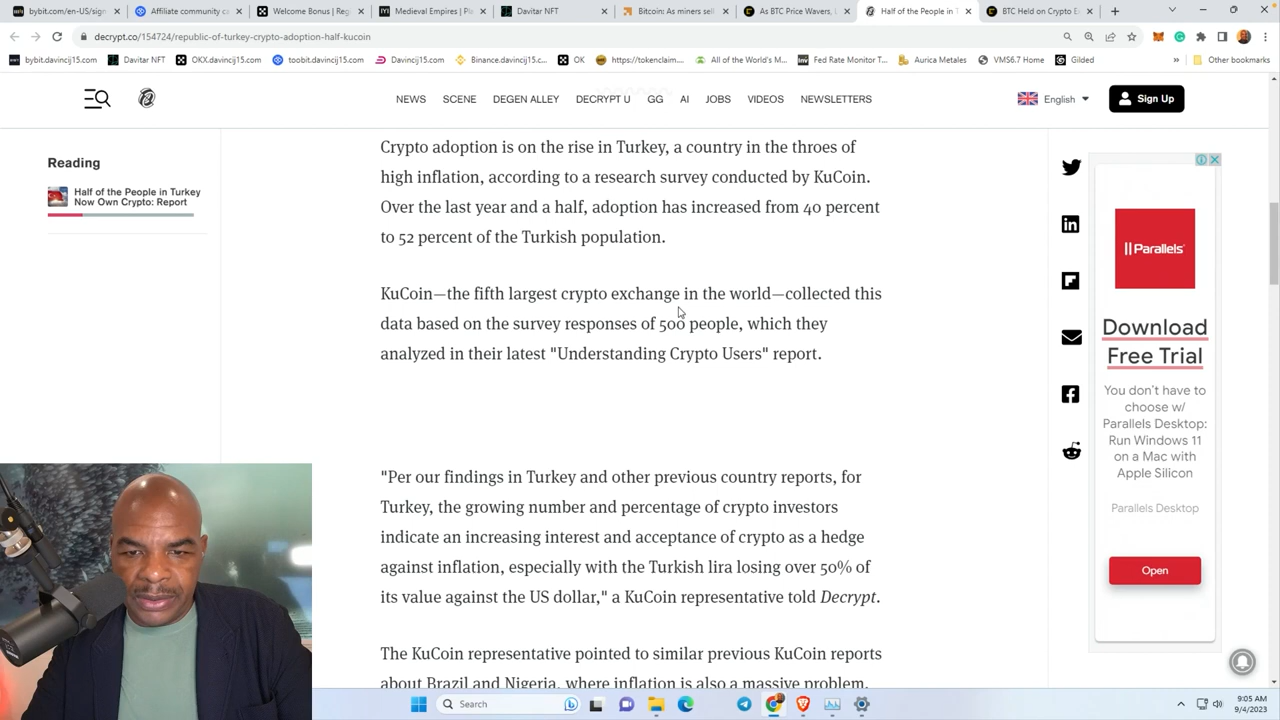 bybit.com/en-US/sign
Affiliate community c
Welcome Bonus | Reg
Medieval Empires | Pl
Davitar NFT
Bitcoin: As miners sell
As BTC Price Wavers,
Half of the People in T
BTC Held on Crypto E
decrypt.co/154724/republic-of-turkey-crypto-adoption-half-kucoin
bybit.davincij15.com
Davitar NFT
OKX.davincij15.com
toobit.davincij15.com
Davincij15.com
Binance.davincij15....
OK
https://tokenclaim....
All of the World's M...
Fed Rate Monitor T...
Aurica Metales
VMS6.7 Home
Gilded
»
Other bookmarks
NEWS SCENE DEGEN ALLEY DECRYPT U GG AI JOBS VIDEOS NEWSLETTERS
English
Sign Up
Reading
Half of the People in Turkey
Now Own Crypto: Report
Crypto adoption is on the rise in Turkey, a country in the throes of
high inflation, according to a research survey conducted by KuCoin.
Over the last year and a half, adoption has increased from 40 percent
to 52 percent of the Turkish population.
KuCoin—the fifth largest crypto exchange in the world—collected this
data based on the survey responses of 500 people, which they
analyzed in their latest "Understanding Crypto Users" report.
"Per our findings in Turkey and other previous country reports, for
Turkey, the growing number and percentage of crypto investors
indicate an increasing interest and acceptance of crypto as a hedge
against inflation, especially with the Turkish lira losing over 50% of
its value against the US dollar," a KuCoin representative told Decrypt.
The KuCoin representative pointed to similar previous KuCoin reports
about Brazil and Nigeria, where inflation is also a massive problem.
Parallels
Download
Free Trial
You don't have to
choose w/
Parallels Desktop:
Run Windows 11
on a Mac with
Apple Silicon
Parallels Desktop
Open
Search
9:05 AM
9/4/2023